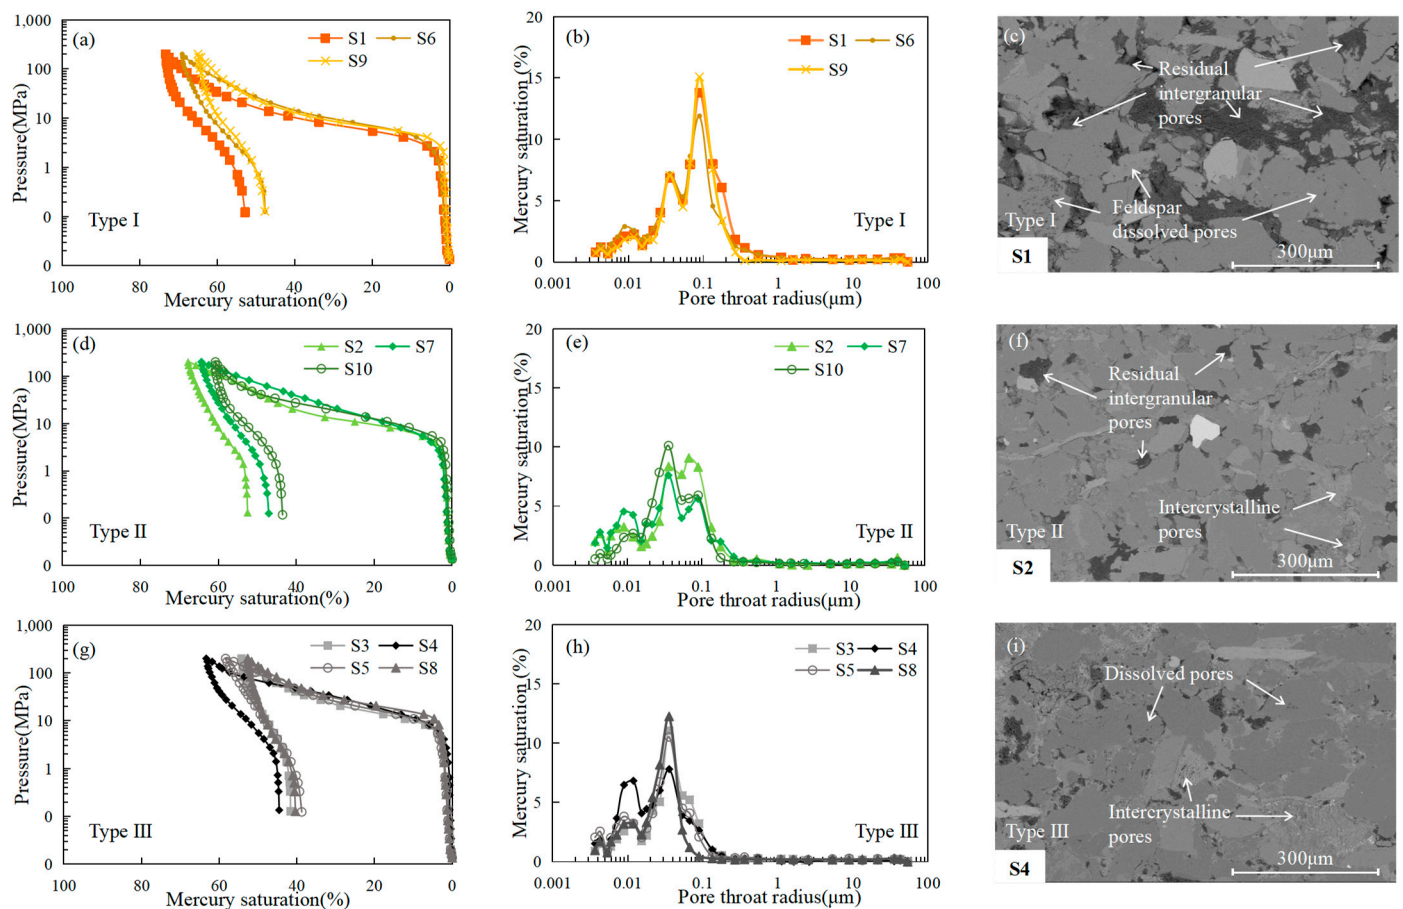 (a)
S1 S6
S9
Pressure(MPa)
1,000
100
10
1
0
0
Type I
100 80 60 40 20 0
Mercury saturation(%)
(b)
S1 S6
S9
Mercury saturation (%)
20
15
10
5
0
Type I
0.001 0.01 0.1 1 10 100
Pore throat radius(μm)
(c)
Residual
intergranular
pores
Feldspar
dissolved pores
Type I
S1
300μm
(d)
S2 S7
S10
Pressure(MPa)
1,000
100
10
1
0
0
Type II
100 80 60 40 20 0
Mercury saturation(%)
(e)
S2 S7
S10
Mercury saturation (%)
20
15
10
5
0
Type II
0.001 0.01 0.1 1 10 100
Pore throat radius(μm)
(f)
Residual
intergranular
pores
Intercrystalline
pores
Type II
S2
300μm
(g)
S3 S4
S5 S8
Pressure(MPa)
1,000
100
10
1
0
0
Type III
100 80 60 40 20 0
Mercury saturation(%)
(h)
S3 S4
S5 S8
Mercury saturation (%)
20
15
10
5
0
Type III
0.001 0.01 0.1 1 10 100
Pore throat radius(μm)
(i)
Dissolved pores
Intercrystalline
pores
Type III
S4
300μm